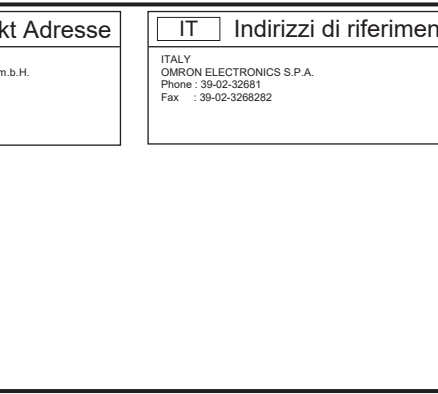 kt Adresse
m.b.H.
IT Indirizzi di riferimen
ITALY
OMRON ELECTRONICS S.P.A.
Phone : 39-02-32681
Fax : 39-02-3268282